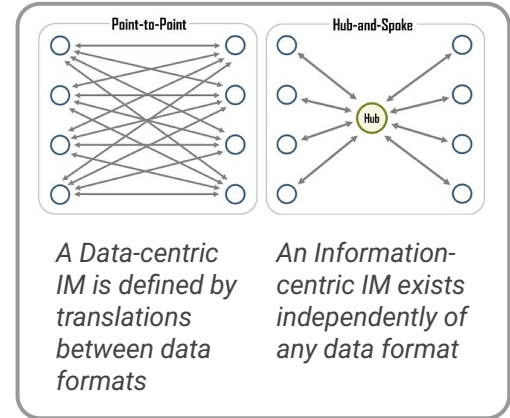 Point-to-Point
Hub-and-Spoke
Hub
A Data-centric
IM is defined by
translations
between data
formats
An Information-
centric IM exists
independently of
any data format